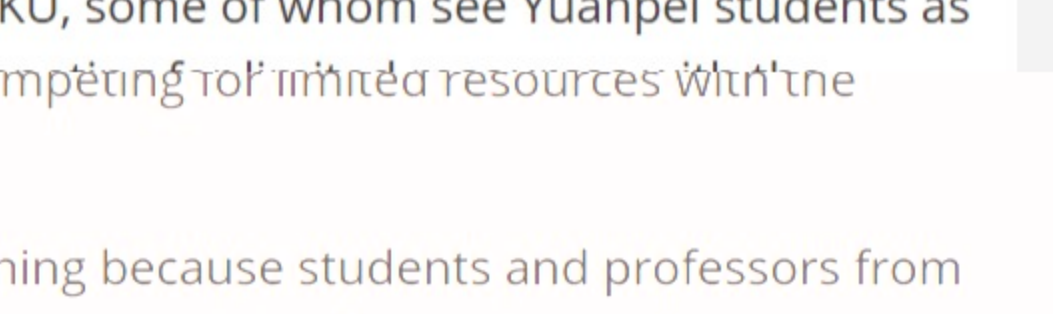 KU, some of whom see Yuanpei students as
mpeting for limited resources with the
ning because students and professors from